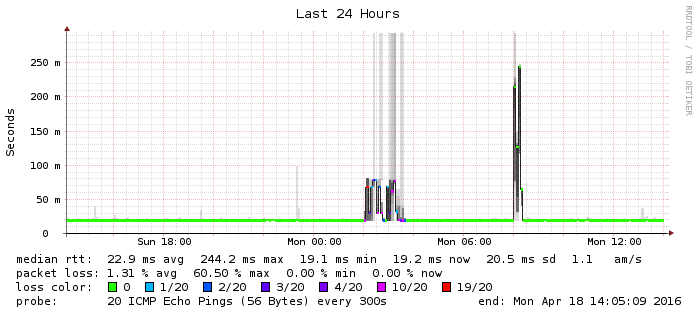 Last 24 Hours
RRDTOOL / TOBI OETIKER
Seconds
250 m
200 m
150 m
100 m
50 m
0
Sun 18:00 Mon 00:00 Mon 06:00 Mon 12:00
median rtt: 22.9 ms avg 244.2 ms max 19.1 ms min 19.2 ms now 20.5 ms sd 1.1 am/s
packet loss: 1.31 % avg 60.50 % max 0.00 % min 0.00 % now
loss color: 0 1/20 2/20 3/20 4/20 10/20 19/20
probe: 20 ICMP Echo Pings (56 Bytes) every 300s end: Mon Apr 18 14:05:09 2016